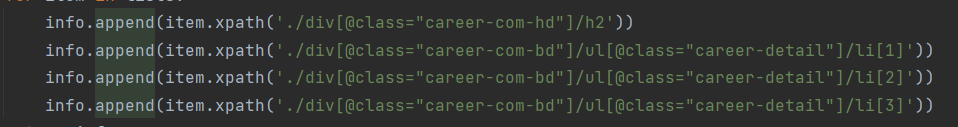 info.append(item.xpath('./div[@class="career-com-hd"]/h2'))
info.append(item.xpath('./div[@class="career-com-bd"]/ul[@class="career-detail"]/li[1]'))
info.append(item.xpath('./div[@class="career-com-bd"]/ul[@class="career-detail"]/li[2]'))
info.append(item.xpath('./div[@class="career-com-bd"]/ul[@class="career-detail"]/li[3]'))